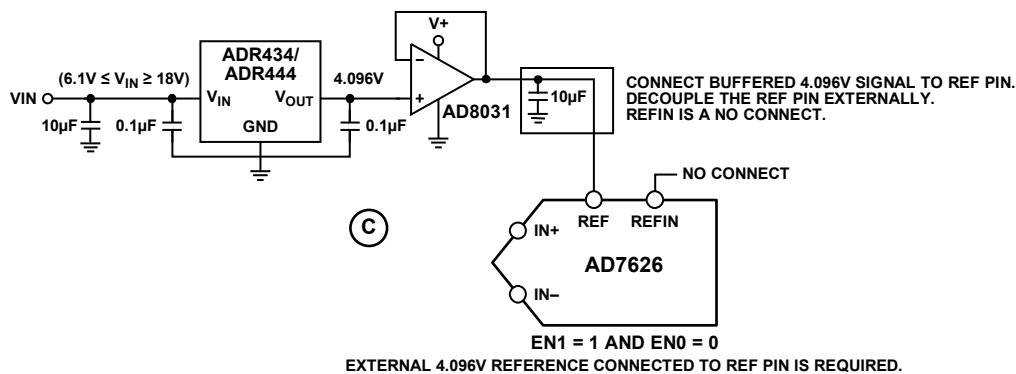 V+
ADR434/
ADR444
(6.1V ≤ VIN ≥ 18V)
4.096V
VIN
VIN
VOUT
GND
10µF
0.1µF
0.1µF
−
+
AD8031
10µF
CONNECT BUFFERED 4.096V SIGNAL TO REF PIN.
DECOUPLE THE REF PIN EXTERNALLY.
REFIN IS A NO CONNECT.
NO CONNECT
C
REF
REFIN
IN+
AD7626
IN−
EN1 = 1 AND EN0 = 0
EXTERNAL 4.096V REFERENCE CONNECTED TO REF PIN IS REQUIRED.